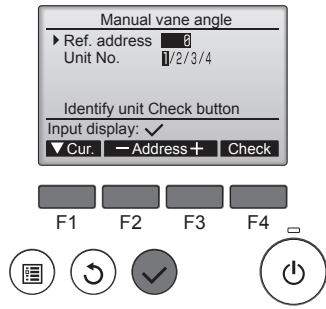 Manual vane angle
Ref. address 0
Unit No. 1/2/3/4
Identify unit Check button
Input display: ✓
▼Cur. －Address＋ Check
F1 F2 F3 F4